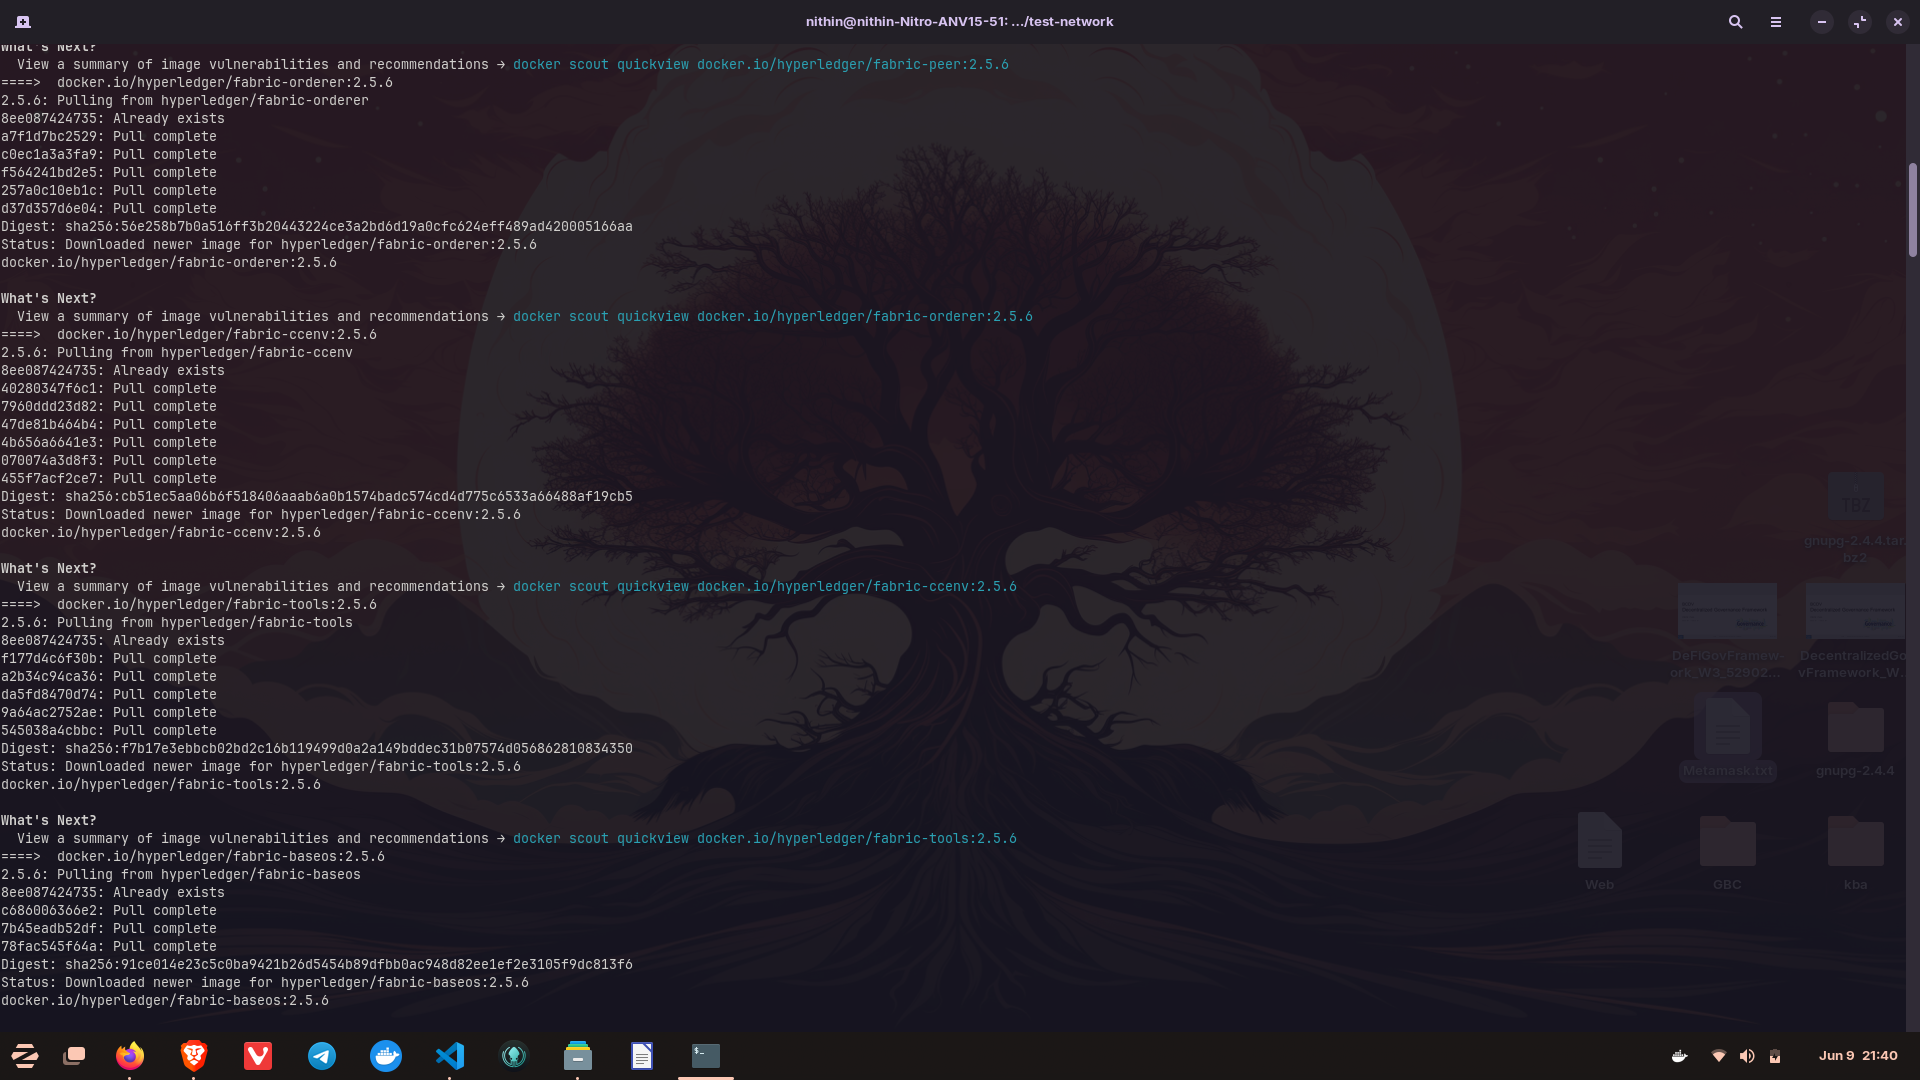 nithin@nithin-Nitro-ANV15-51: .../test-network
What's Next?
  View a summary of image vulnerabilities and recommendations → docker scout quickview docker.io/hyperledger/fabric-peer:2.5.6
====>  docker.io/hyperledger/fabric-orderer:2.5.6
2.5.6: Pulling from hyperledger/fabric-orderer
8ee087424735: Already exists
a7f1d7bc2529: Pull complete
c0ec1a3a3fa9: Pull complete
f564241bd2e5: Pull complete
257a0c10eb1c: Pull complete
d37d357d6e04: Pull complete
Digest: sha256:56e258b7b0a516ff3b20443224ce3a2bd6d19a0cfc624eff489ad420005166aa
Status: Downloaded newer image for hyperledger/fabric-orderer:2.5.6
docker.io/hyperledger/fabric-orderer:2.5.6
What's Next?
  View a summary of image vulnerabilities and recommendations → docker scout quickview docker.io/hyperledger/fabric-orderer:2.5.6
====>  docker.io/hyperledger/fabric-ccenv:2.5.6
2.5.6: Pulling from hyperledger/fabric-ccenv
8ee087424735: Already exists
40280347f6c1: Pull complete
7960ddd23d82: Pull complete
47de81b464b4: Pull complete
4b656a6641e3: Pull complete
070074a3d8f3: Pull complete
455f7acf2ce7: Pull complete
Digest: sha256:cb51ec5aa06b6f518406aaab6a0b1574badc574cd4d775c6533a66488af19cb5
Status: Downloaded newer image for hyperledger/fabric-ccenv:2.5.6
docker.io/hyperledger/fabric-ccenv:2.5.6
What's Next?
  View a summary of image vulnerabilities and recommendations → docker scout quickview docker.io/hyperledger/fabric-ccenv:2.5.6
====>  docker.io/hyperledger/fabric-tools:2.5.6
2.5.6: Pulling from hyperledger/fabric-tools
8ee087424735: Already exists
f177d4c6f30b: Pull complete
a2b34c94ca36: Pull complete
da5fd8470d74: Pull complete
9a64ac2752ae: Pull complete
545038a4cbbc: Pull complete
Digest: sha256:f7b17e3ebbcb02bd2c16b119499d0a2a149bddec31b07574d056862810834350
Status: Downloaded newer image for hyperledger/fabric-tools:2.5.6
docker.io/hyperledger/fabric-tools:2.5.6
What's Next?
  View a summary of image vulnerabilities and recommendations → docker scout quickview docker.io/hyperledger/fabric-tools:2.5.6
====>  docker.io/hyperledger/fabric-baseos:2.5.6
2.5.6: Pulling from hyperledger/fabric-baseos
8ee087424735: Already exists
c686006366e2: Pull complete
7b45eadb52df: Pull complete
78fac545f64a: Pull complete
Digest: sha256:91ce014e23c5c0ba9421b26d5454b89dfbb0ac948d82ee1ef2e3105f9dc813f6
Status: Downloaded newer image for hyperledger/fabric-baseos:2.5.6
docker.io/hyperledger/fabric-baseos:2.5.6
TBZ
gnupg-2.4.4.tar.
bz2
DeFiGovFramew-
ork_W3_52902...
DecentralizedGo
vFramework_W.
Metamask.txt
gnupg-2.4.4
Web
GBC
kba
Jun 9  21:40